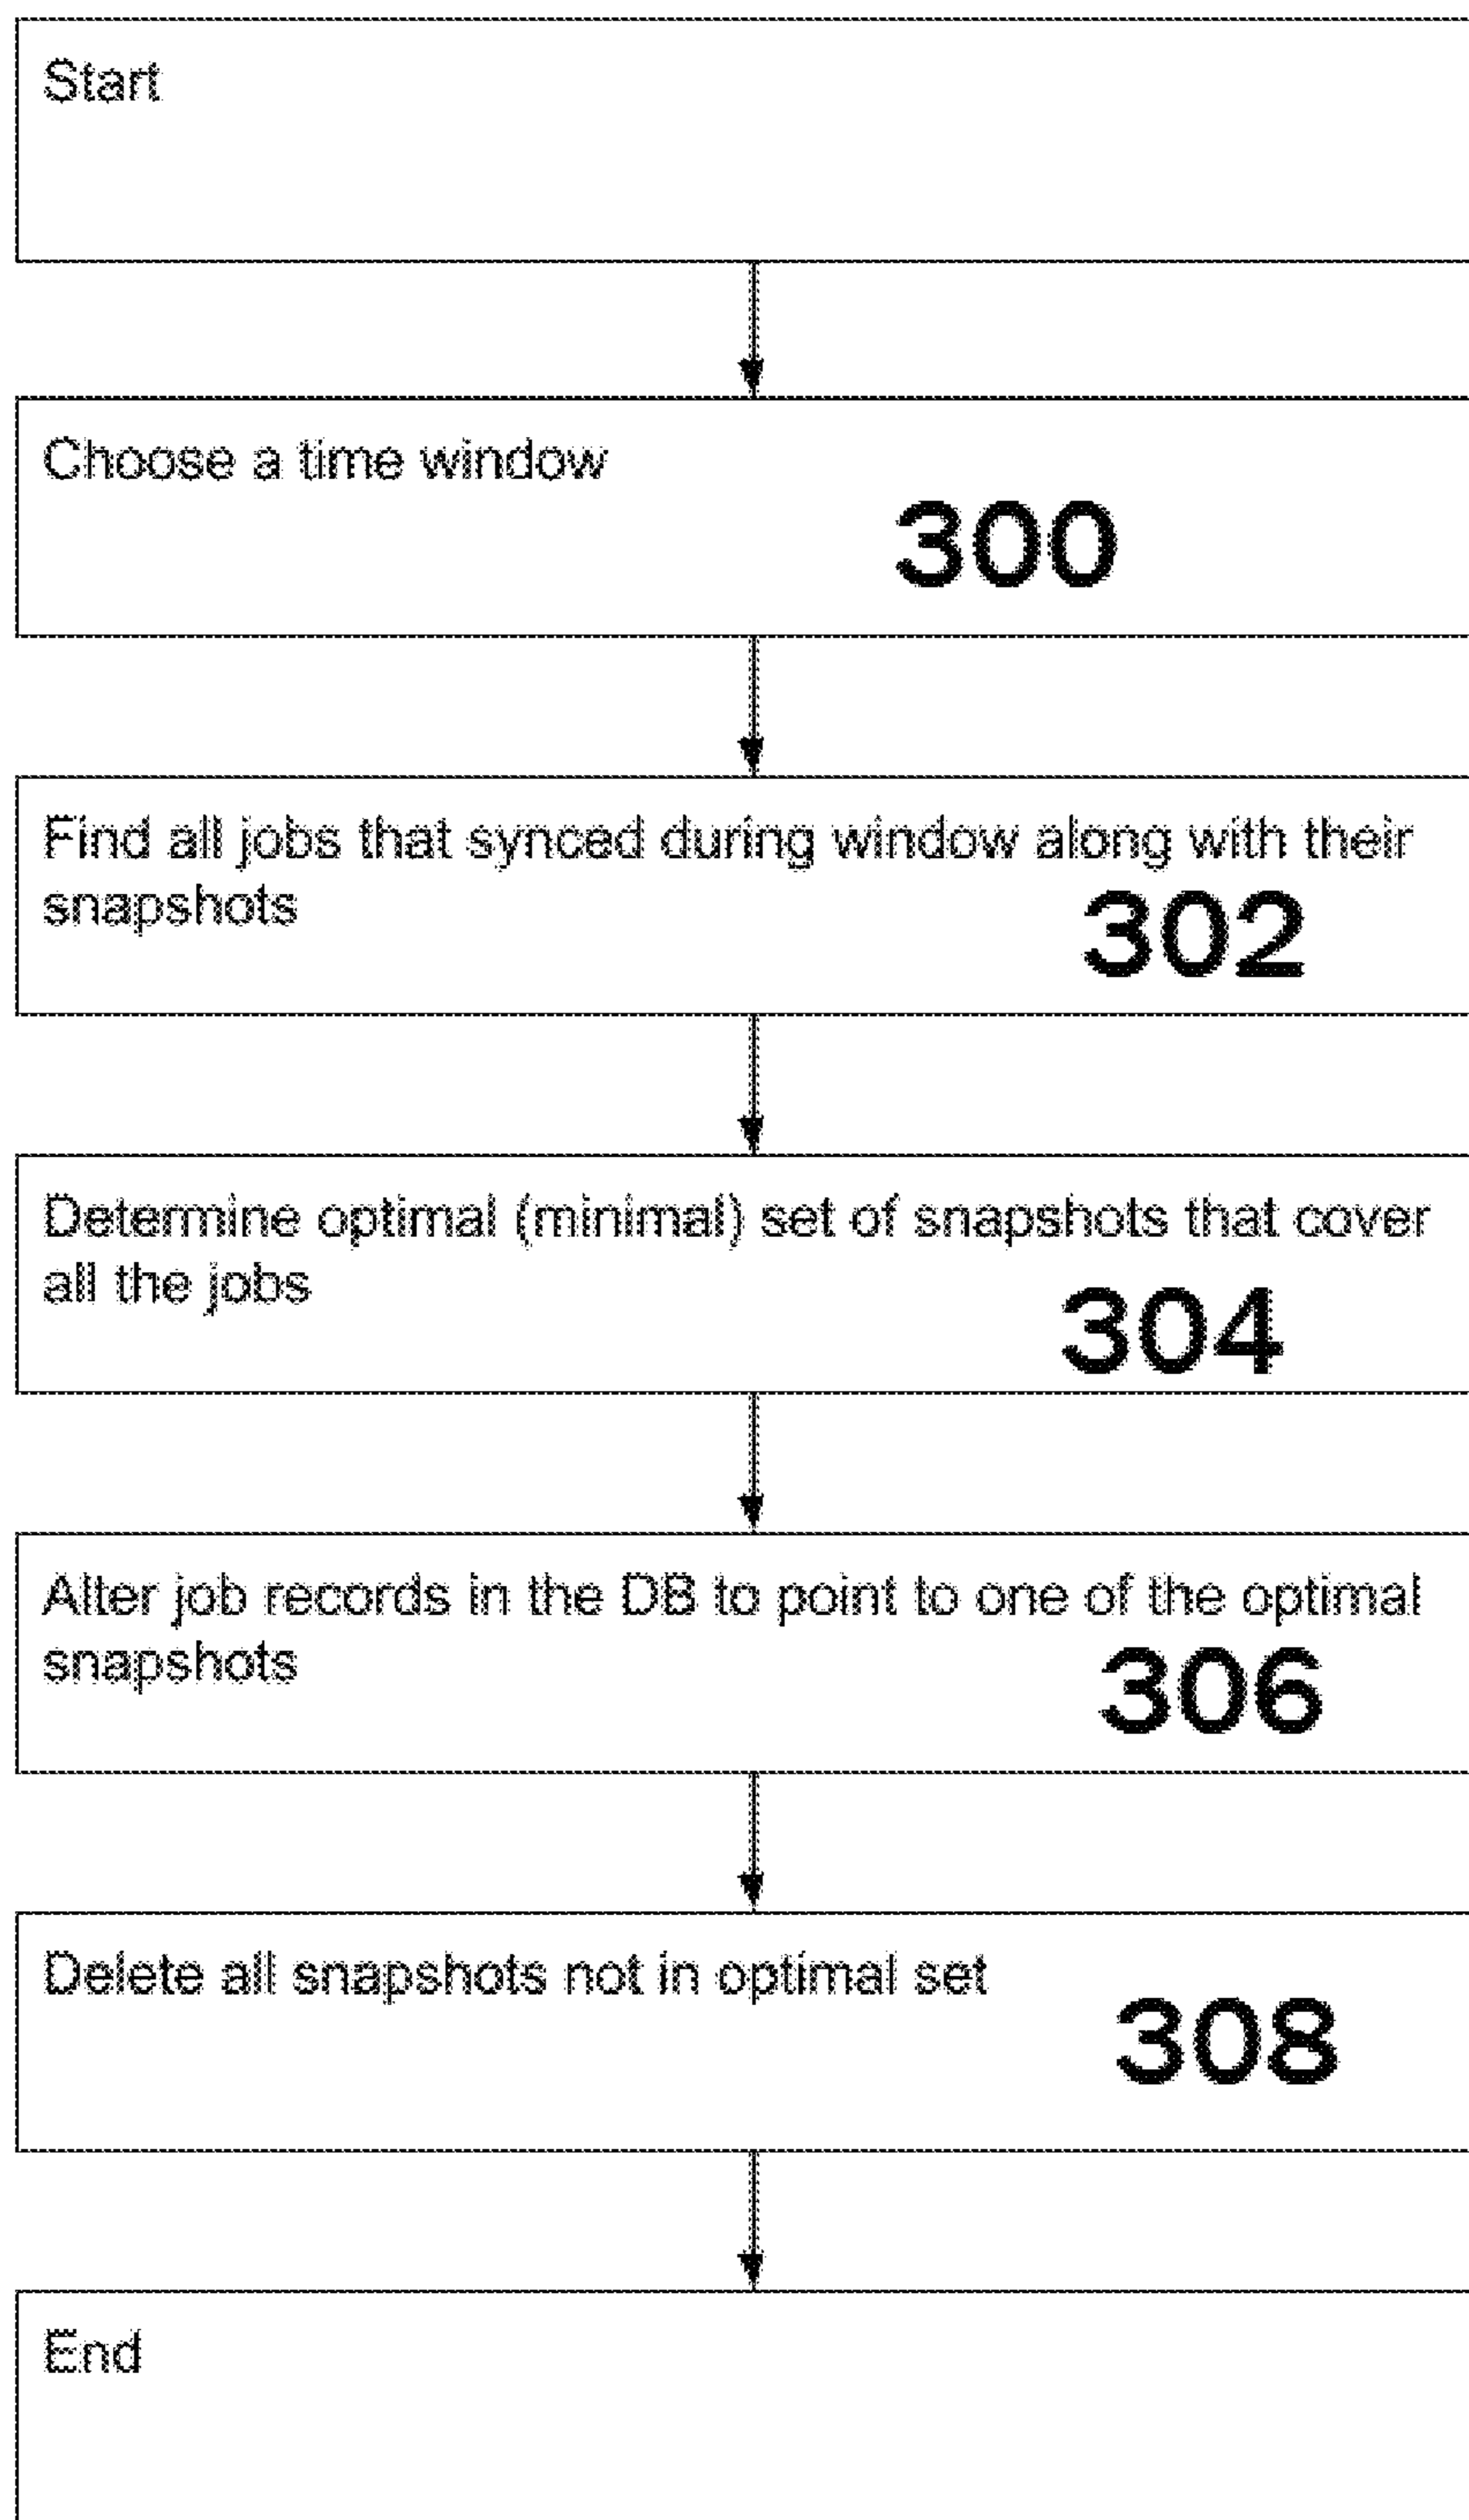 Start
Choose a time window
300
Find all jobs that synced during window along with their
snapshots
302
Determine optimal (minimal) set of snapshots that cover
all the jobs
304
Alter job records in the DB to point to one of the optimal
snapshots
306
Delete all snapshots not in optimal set
308
End